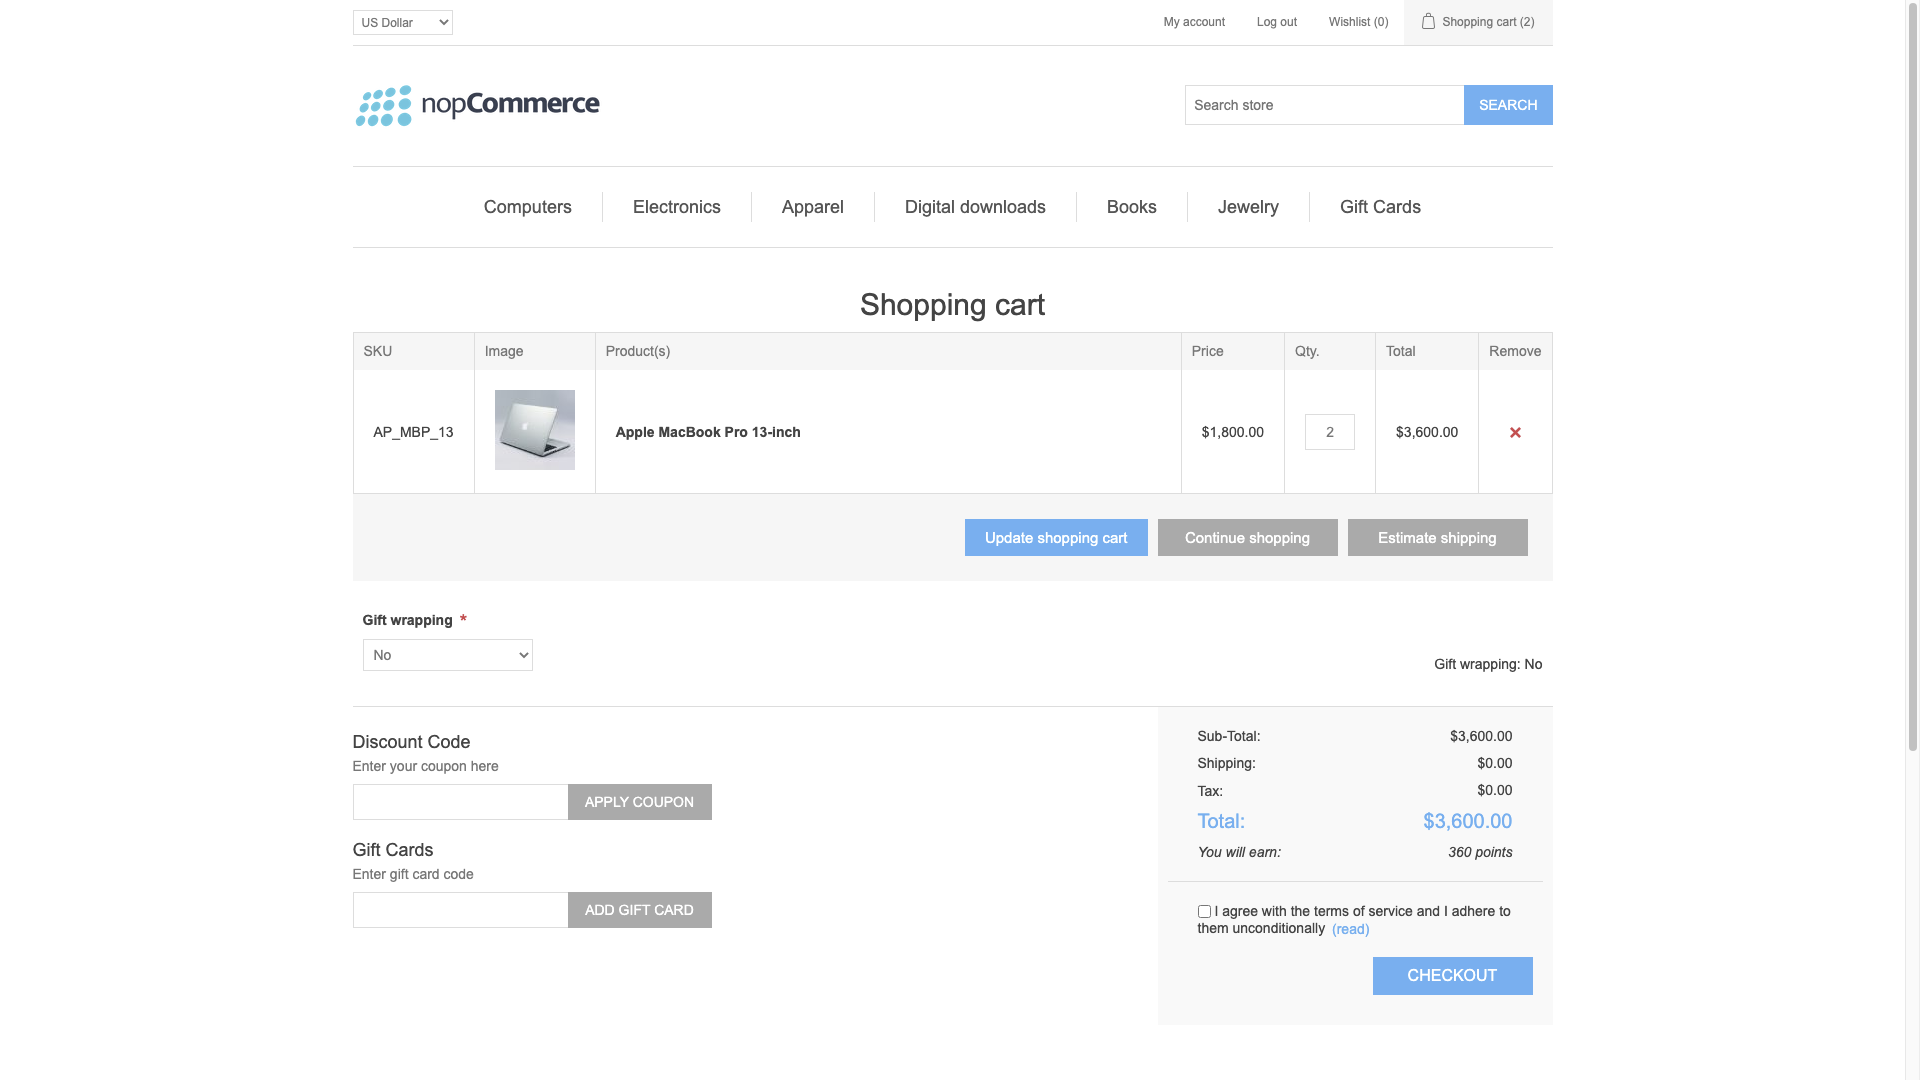 US Dollar
My account
Log out
Wishlist (0)
Shopping cart (2)
nopCommerce
Search store
SEARCH
Computers
Electronics
Apparel
Digital downloads
Books
Jewelry
Gift Cards
Shopping cart
SKU
Image
Product(s)
Price
Qty.
Total
Remove
AP_MBP_13
Apple MacBook Pro 13-inch
$1,800.00
2
$3,600.00
Update shopping cart
Continue shopping
Estimate shipping
Gift wrapping *
No
Gift wrapping: No
Discount Code
Enter your coupon here
APPLY COUPON
Gift Cards
Enter gift card code
ADD GIFT CARD
Sub-Total: $3,600.00
Shipping: $0.00
Tax: $0.00
Total: $3,600.00
You will earn: 360 points
I agree with the terms of service and I adhere to
them unconditionally (read)
CHECKOUT